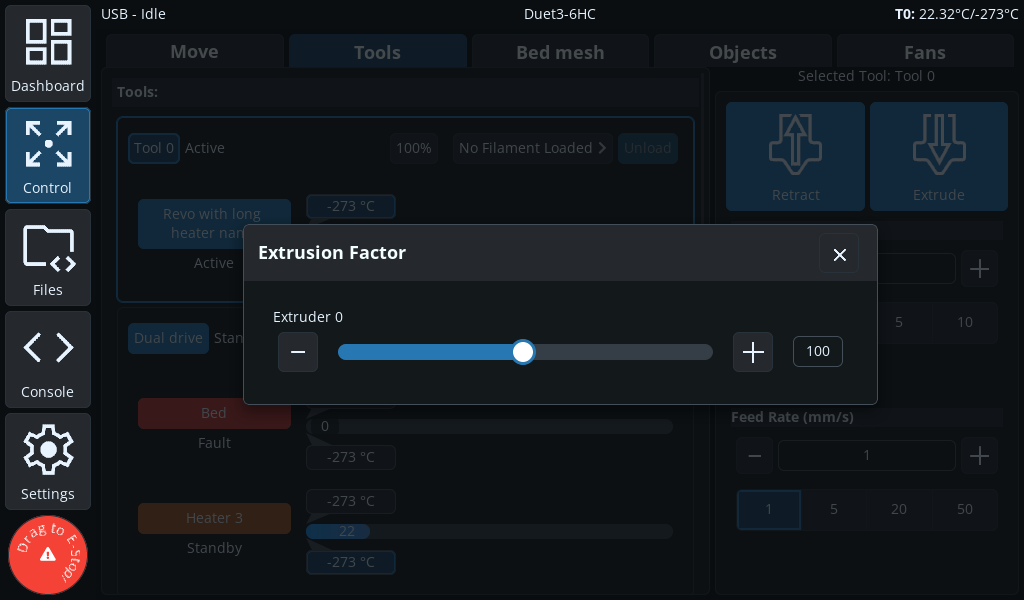 USB - Idle
Duet3-6HC
T0: 22.32°C/-273°C
Dashboard
Control
Files
Console
Settings
Drag to E-Stop!
Move
Tools
Bed mesh
Objects
Fans
Tools:
Tool 0
Active
100%
No Filament Loaded
Unload
Revo with long
heater nam
Active
-273 °C
Dual drive
Stan
Bed
Fault
0
-273 °C
Heater 3
Standby
-273 °C
22
-273 °C
Extrusion Factor
Extruder 0
100
Selected Tool: Tool 0
Retract
Extrude
5
10
Feed Rate (mm/s)
1
1
5
20
50